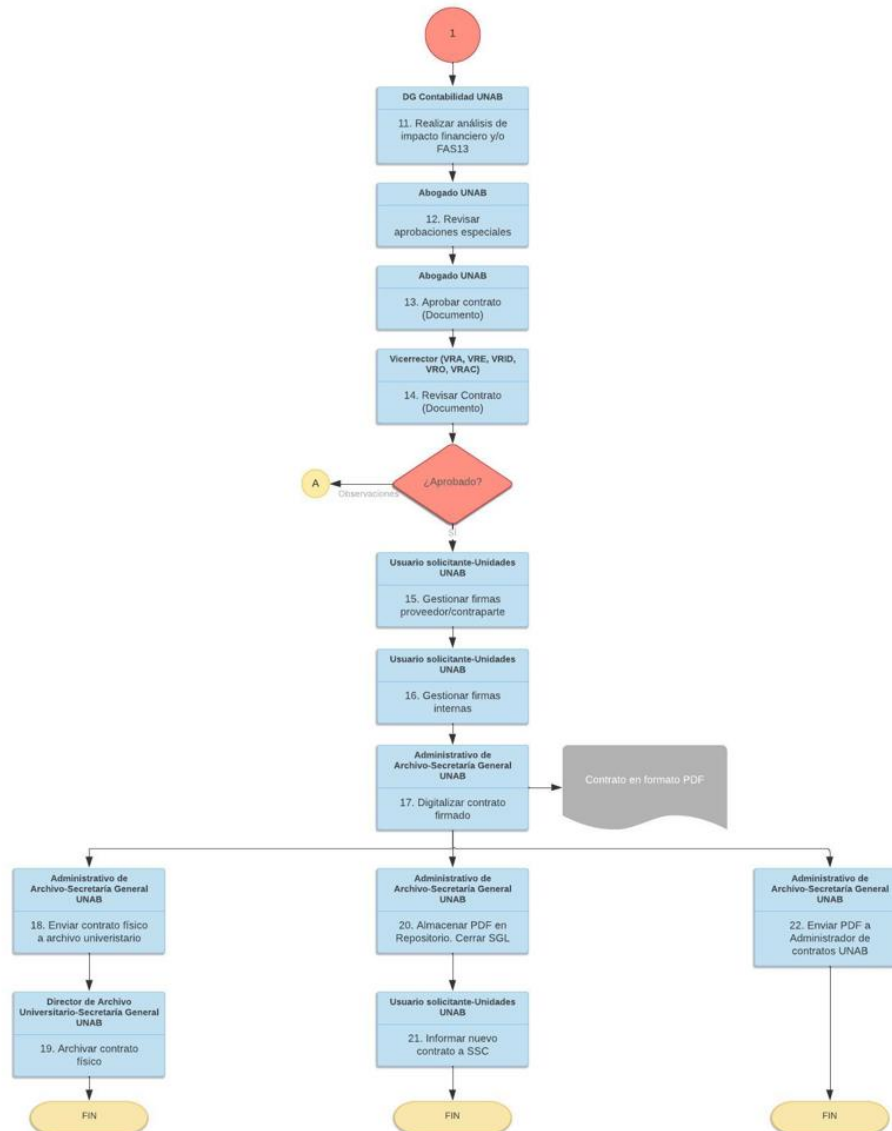 1
DG Contabilidad UNAB
11. Realizar análisis de
impacto financiero y/o
FAS13
Abogado UNAB
12. Revisar
aprobaciones especiales
Abogado UNAB
13. Aprobar contrato
(Documento)
Vicerrector (VRA, VRE, VRID,
VRO, VRAC)
14. Revisar Contrato
(Documento)
¿Aprobado?
A
Observaciones
SI
Usuario solicitante-Unidades
UNAB
15. Gestionar firmas
proveedor/contraparte
Usuario solicitante-Unidades
UNAB
16. Gestionar firmas
internas
Administrativo de
Archivo-Secretaría General
UNAB
17. Digitalizar contrato
firmado
Contrato en formato PDF
Administrativo de
Archivo-Secretaría General
UNAB
18. Enviar contrato físico
a archivo univeristario
Director de Archivo
Universitario-Secretaría General
UNAB
19. Archivar contrato
físico
FIN
Administrativo de
Archivo-Secretaría General
UNAB
20. Almacenar PDF en
Repositorio. Cerrar SGL
Usuario solicitante-Unidades
UNAB
21. Informar nuevo
contrato a SSC
FIN
Administrativo de
Archivo-Secretaría General
UNAB
22. Enviar PDF a
Administrador de
contratos UNAB
FIN